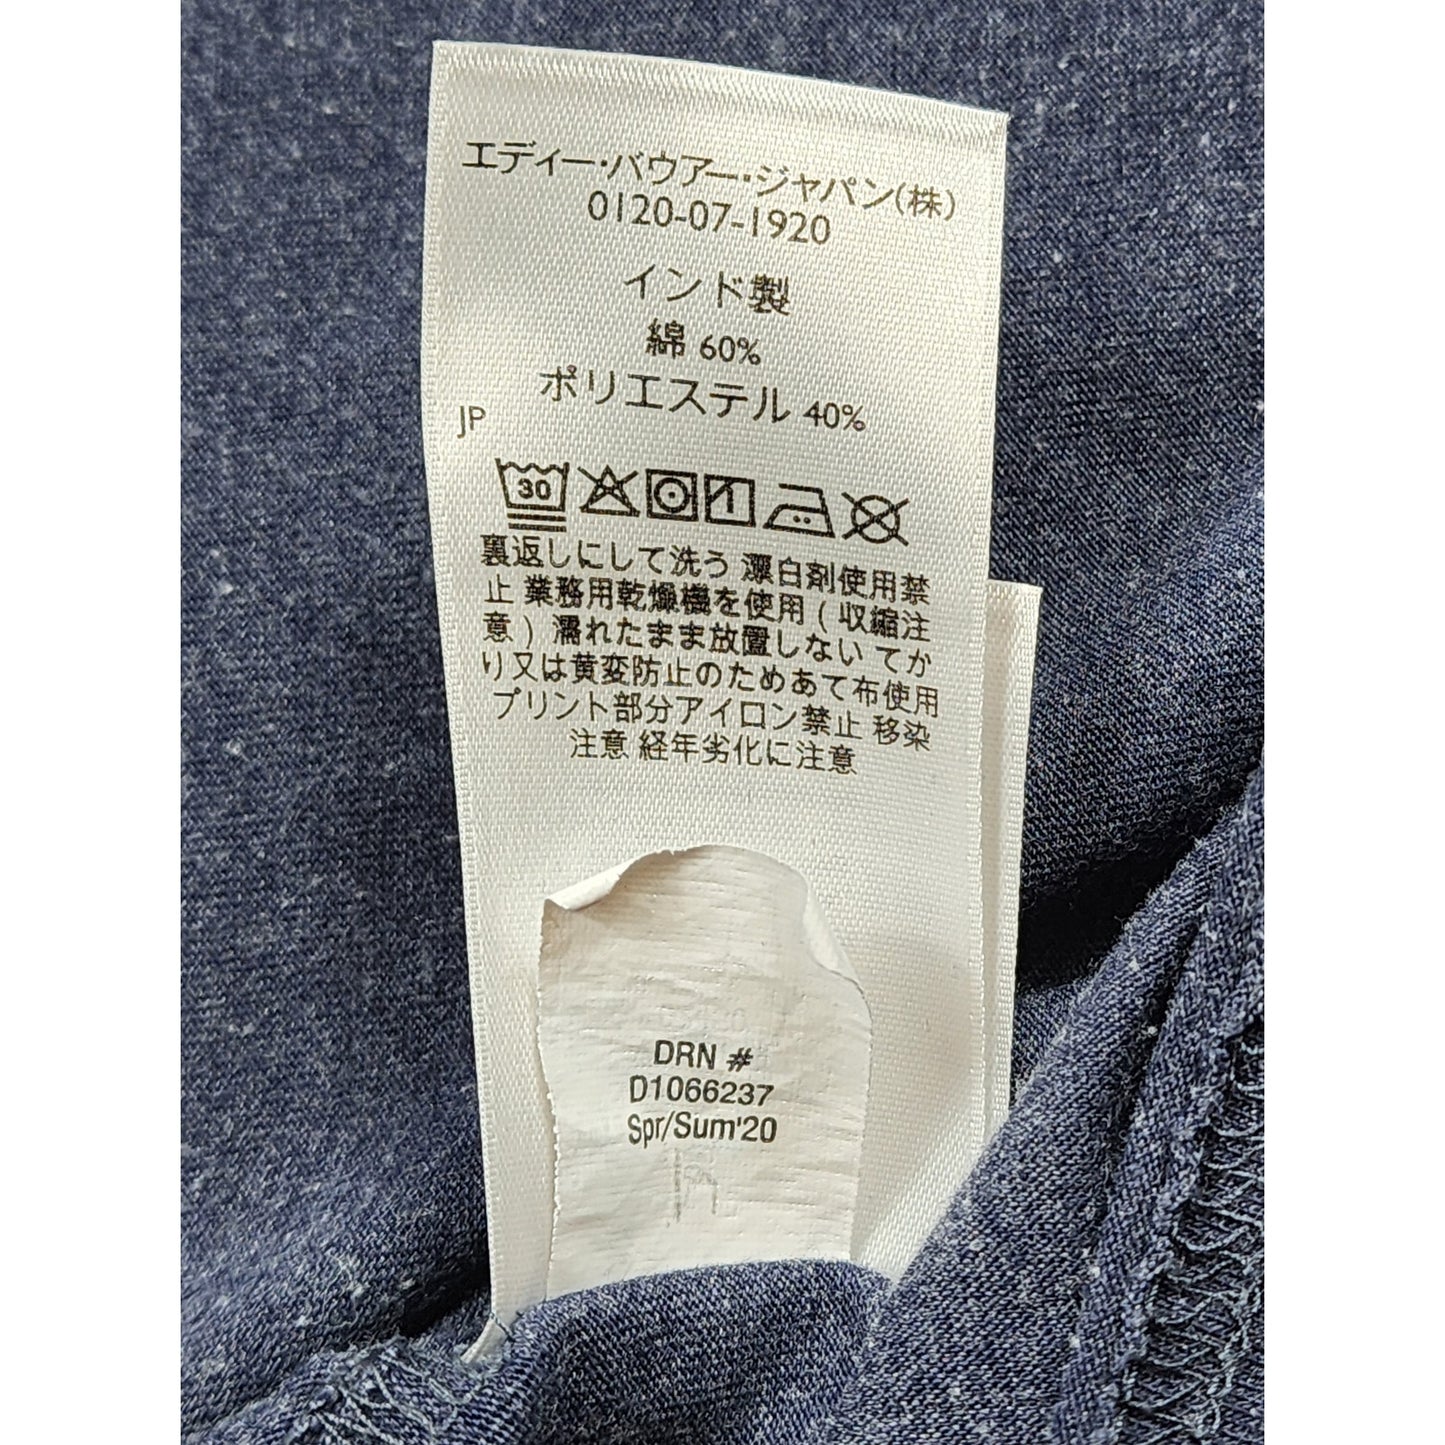 エディー・バウアー・ジャパン(株)
0120-07-1920
インド製
綿 60%
ポリエステル 40%
JP
30
裏返しにして洗う 漂白剤使用禁
止 業務用乾燥機を使用 ( 収縮注
意 ) 濡れたまま放置しない てか
り又は黄変防止のためあて布使用
プリント部分アイロン禁止 移染
注意 経年劣化に注意
DRN #
D1066237
Spr/Sum'20